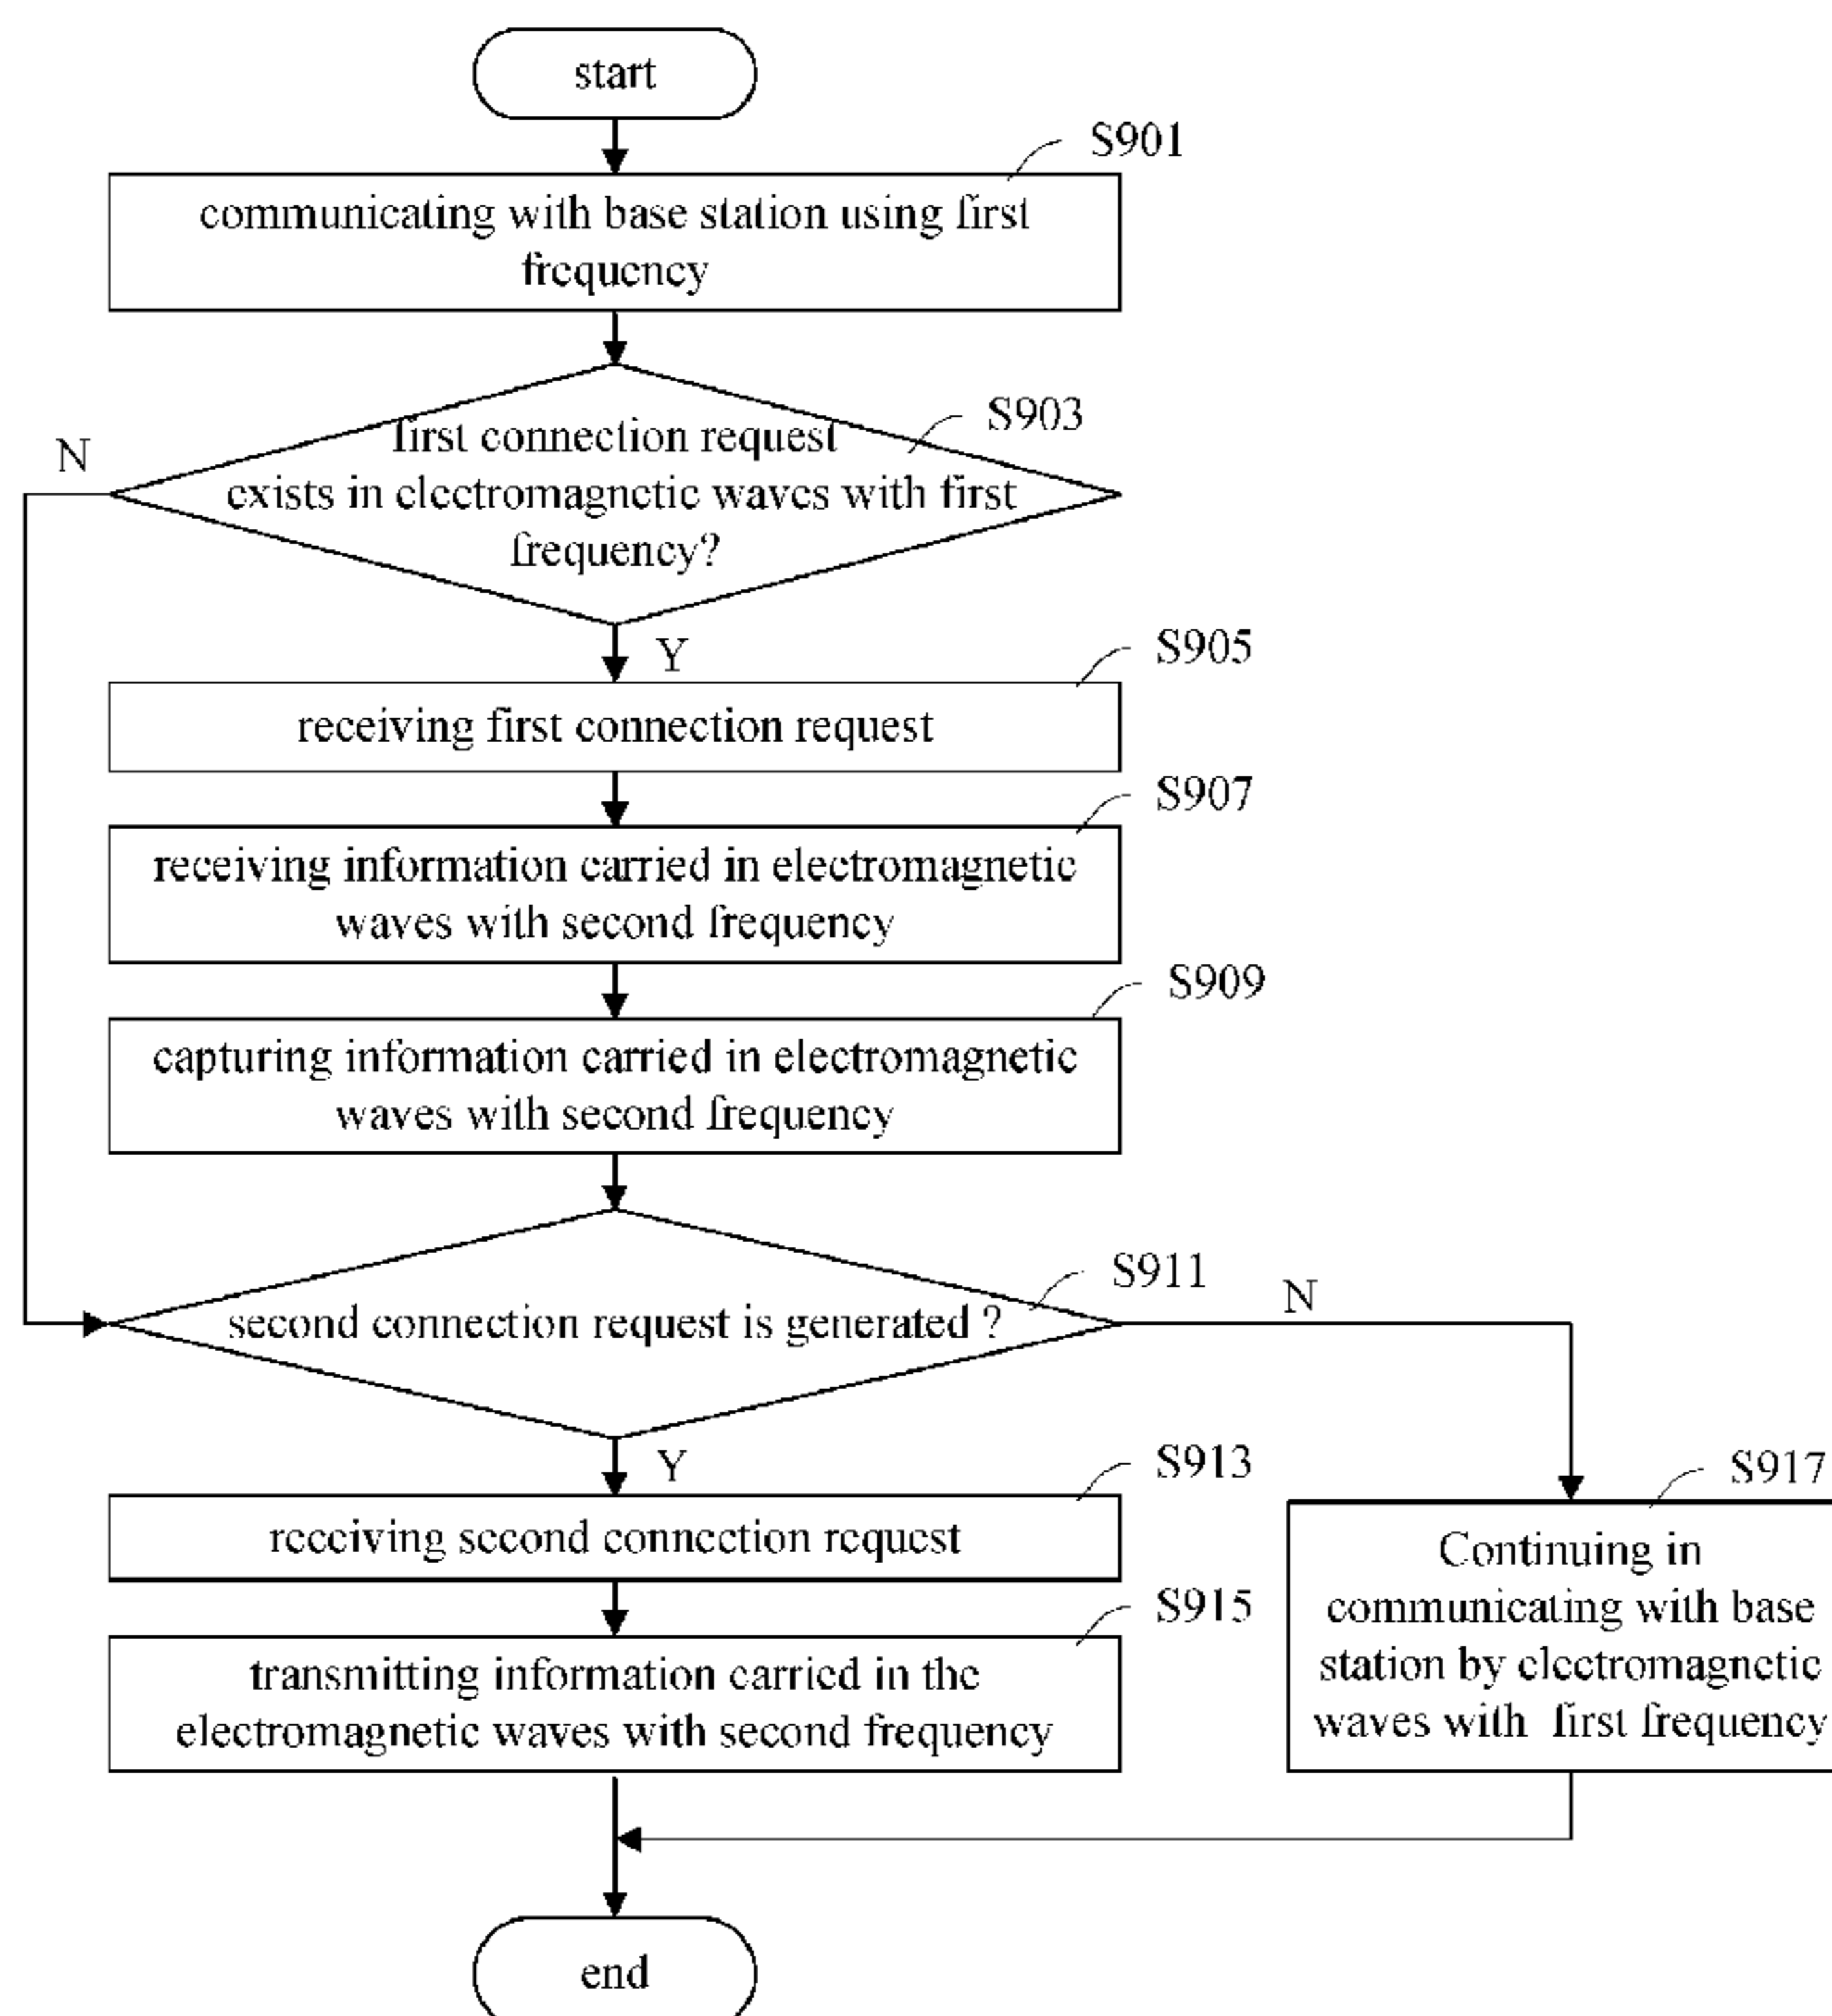 start
S901
communicating with base station using first
frequency
S903
first connection request
exists in electromagnetic waves with first
frequency?
N
Y
S905
receiving first connection request
S907
receiving information carried in electromagnetic
waves with second frequency
S909
capturing information carried in electromagnetic
waves with second frequency
S911
second connection request is generated ?
N
Y
S913
receiving second connection request
S915
transmitting information carried in the
electromagnetic waves with second frequency
S917
Continuing in
communicating with base
station by electromagnetic
waves with first frequency
end